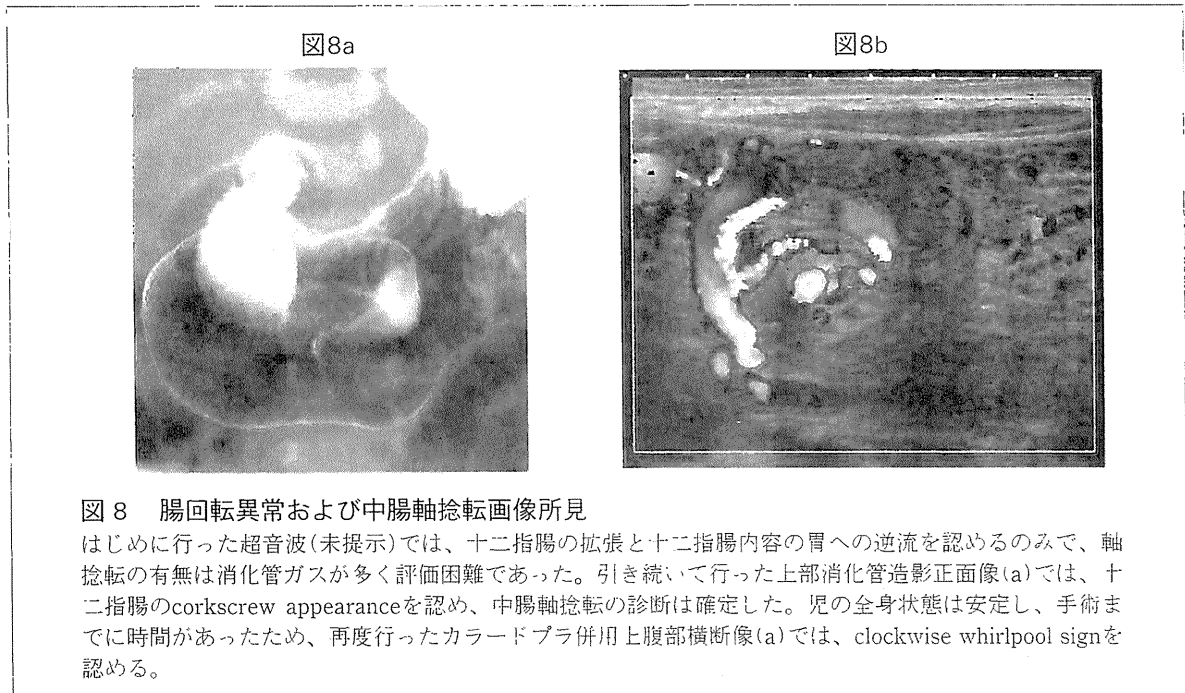 図8a
図8b
図 8 腸回転異常および中腸軸捻転画像所見
はじめに行った超音波(未提示)では、十二指腸の拡張と十二指腸内容の胃への逆流を認めるのみで、軸
捻転の有無は消化管ガスが多く評価困難であった。引き続いて行った上部消化管造影正面像(a)では、十
二指腸のcorkscrew appearanceを認め、中腸軸捻転の診断は確定した。児の全身状態は安定し、手術ま
でに時間があったため、再度行ったカラードプラ併用上腹部横断像(a)では、clockwise whirlpool signを
認める。